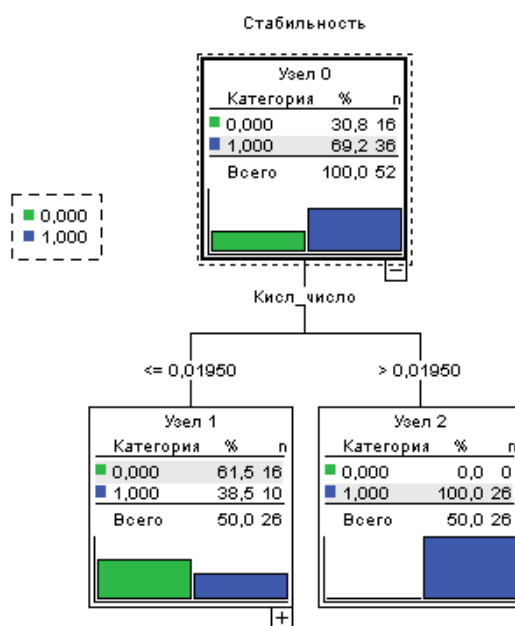 Стабильность
Узел 0
Категория % n
0,000 30,8 16
1,000 69,2 36
Всего 100,0 52
0,000
1,000
Кисл_число
<= 0,01950
> 0,01950
Узел 1
Категория % n
0,000 61,5 16
1,000 38,5 10
Всего 50,0 26
Узел 2
Категория % n
0,000 0,0 0
1,000 100,0 26
Всего 50,0 26